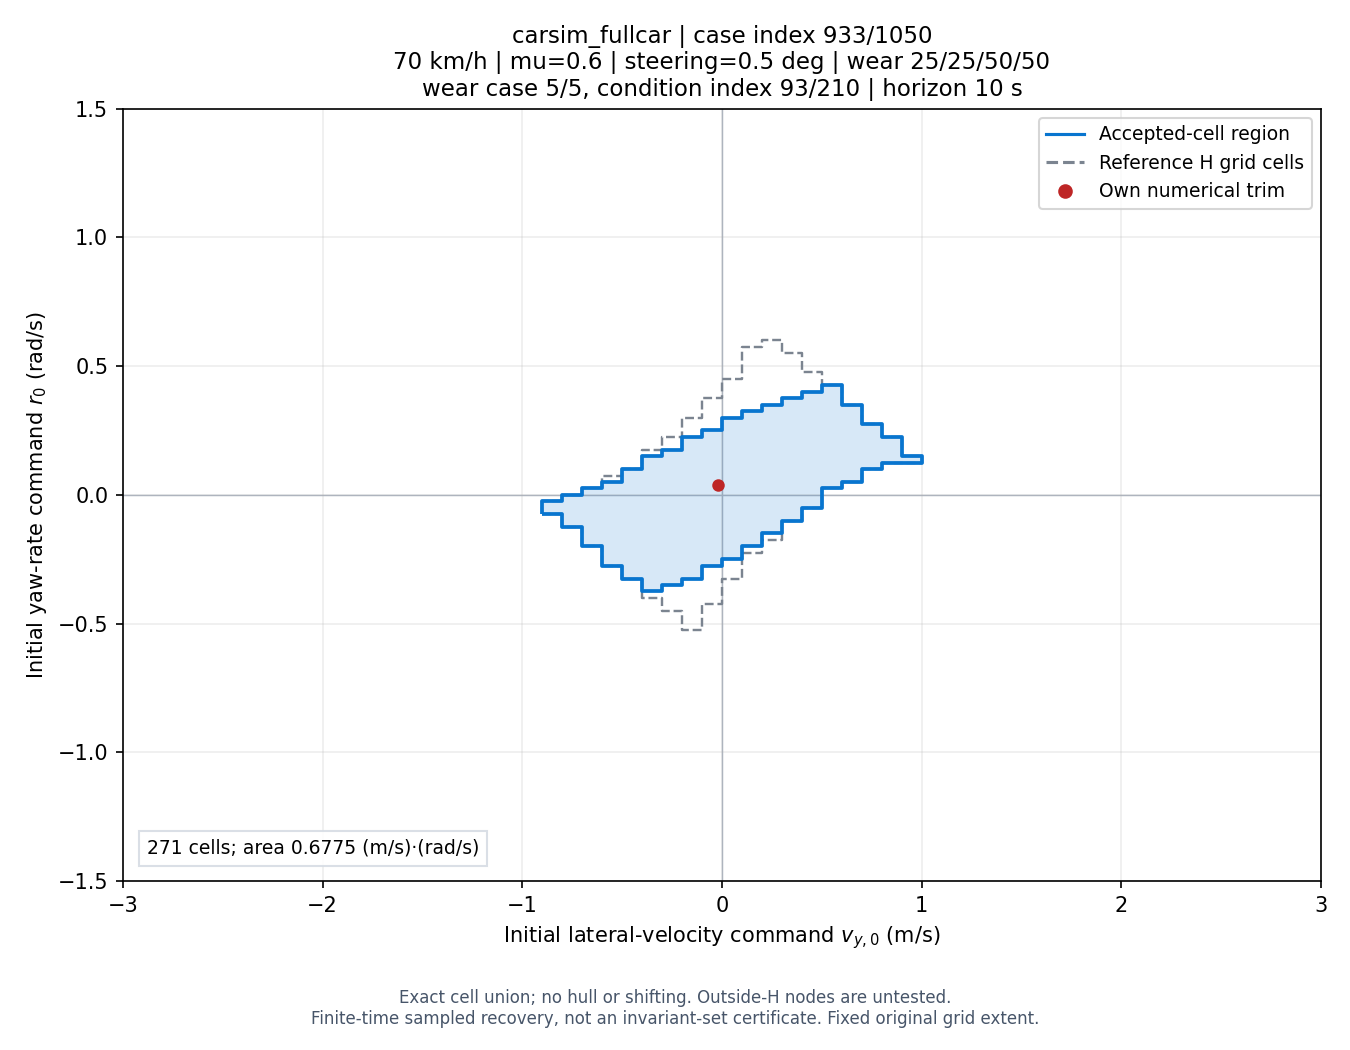 carsim_fullcar | case index 933/1050
70 km/h | mu=0.6 | steering=0.5 deg | wear 25/25/50/50
wear case 5/5, condition index 93/210 | horizon 10 s
Accepted-cell region
Reference H grid cells
Own numerical trim
1.5
1.0
0.5
0.0
−0.5
−1.0
−1.5
Initial yaw-rate command r0 (rad/s)
271 cells; area 0.6775 (m/s)·(rad/s)
−3
−2
−1
0
1
2
3
Initial lateral-velocity command vy,0 (m/s)
Exact cell union; no hull or shifting. Outside-H nodes are untested.
Finite-time sampled recovery, not an invariant-set certificate. Fixed original grid extent.